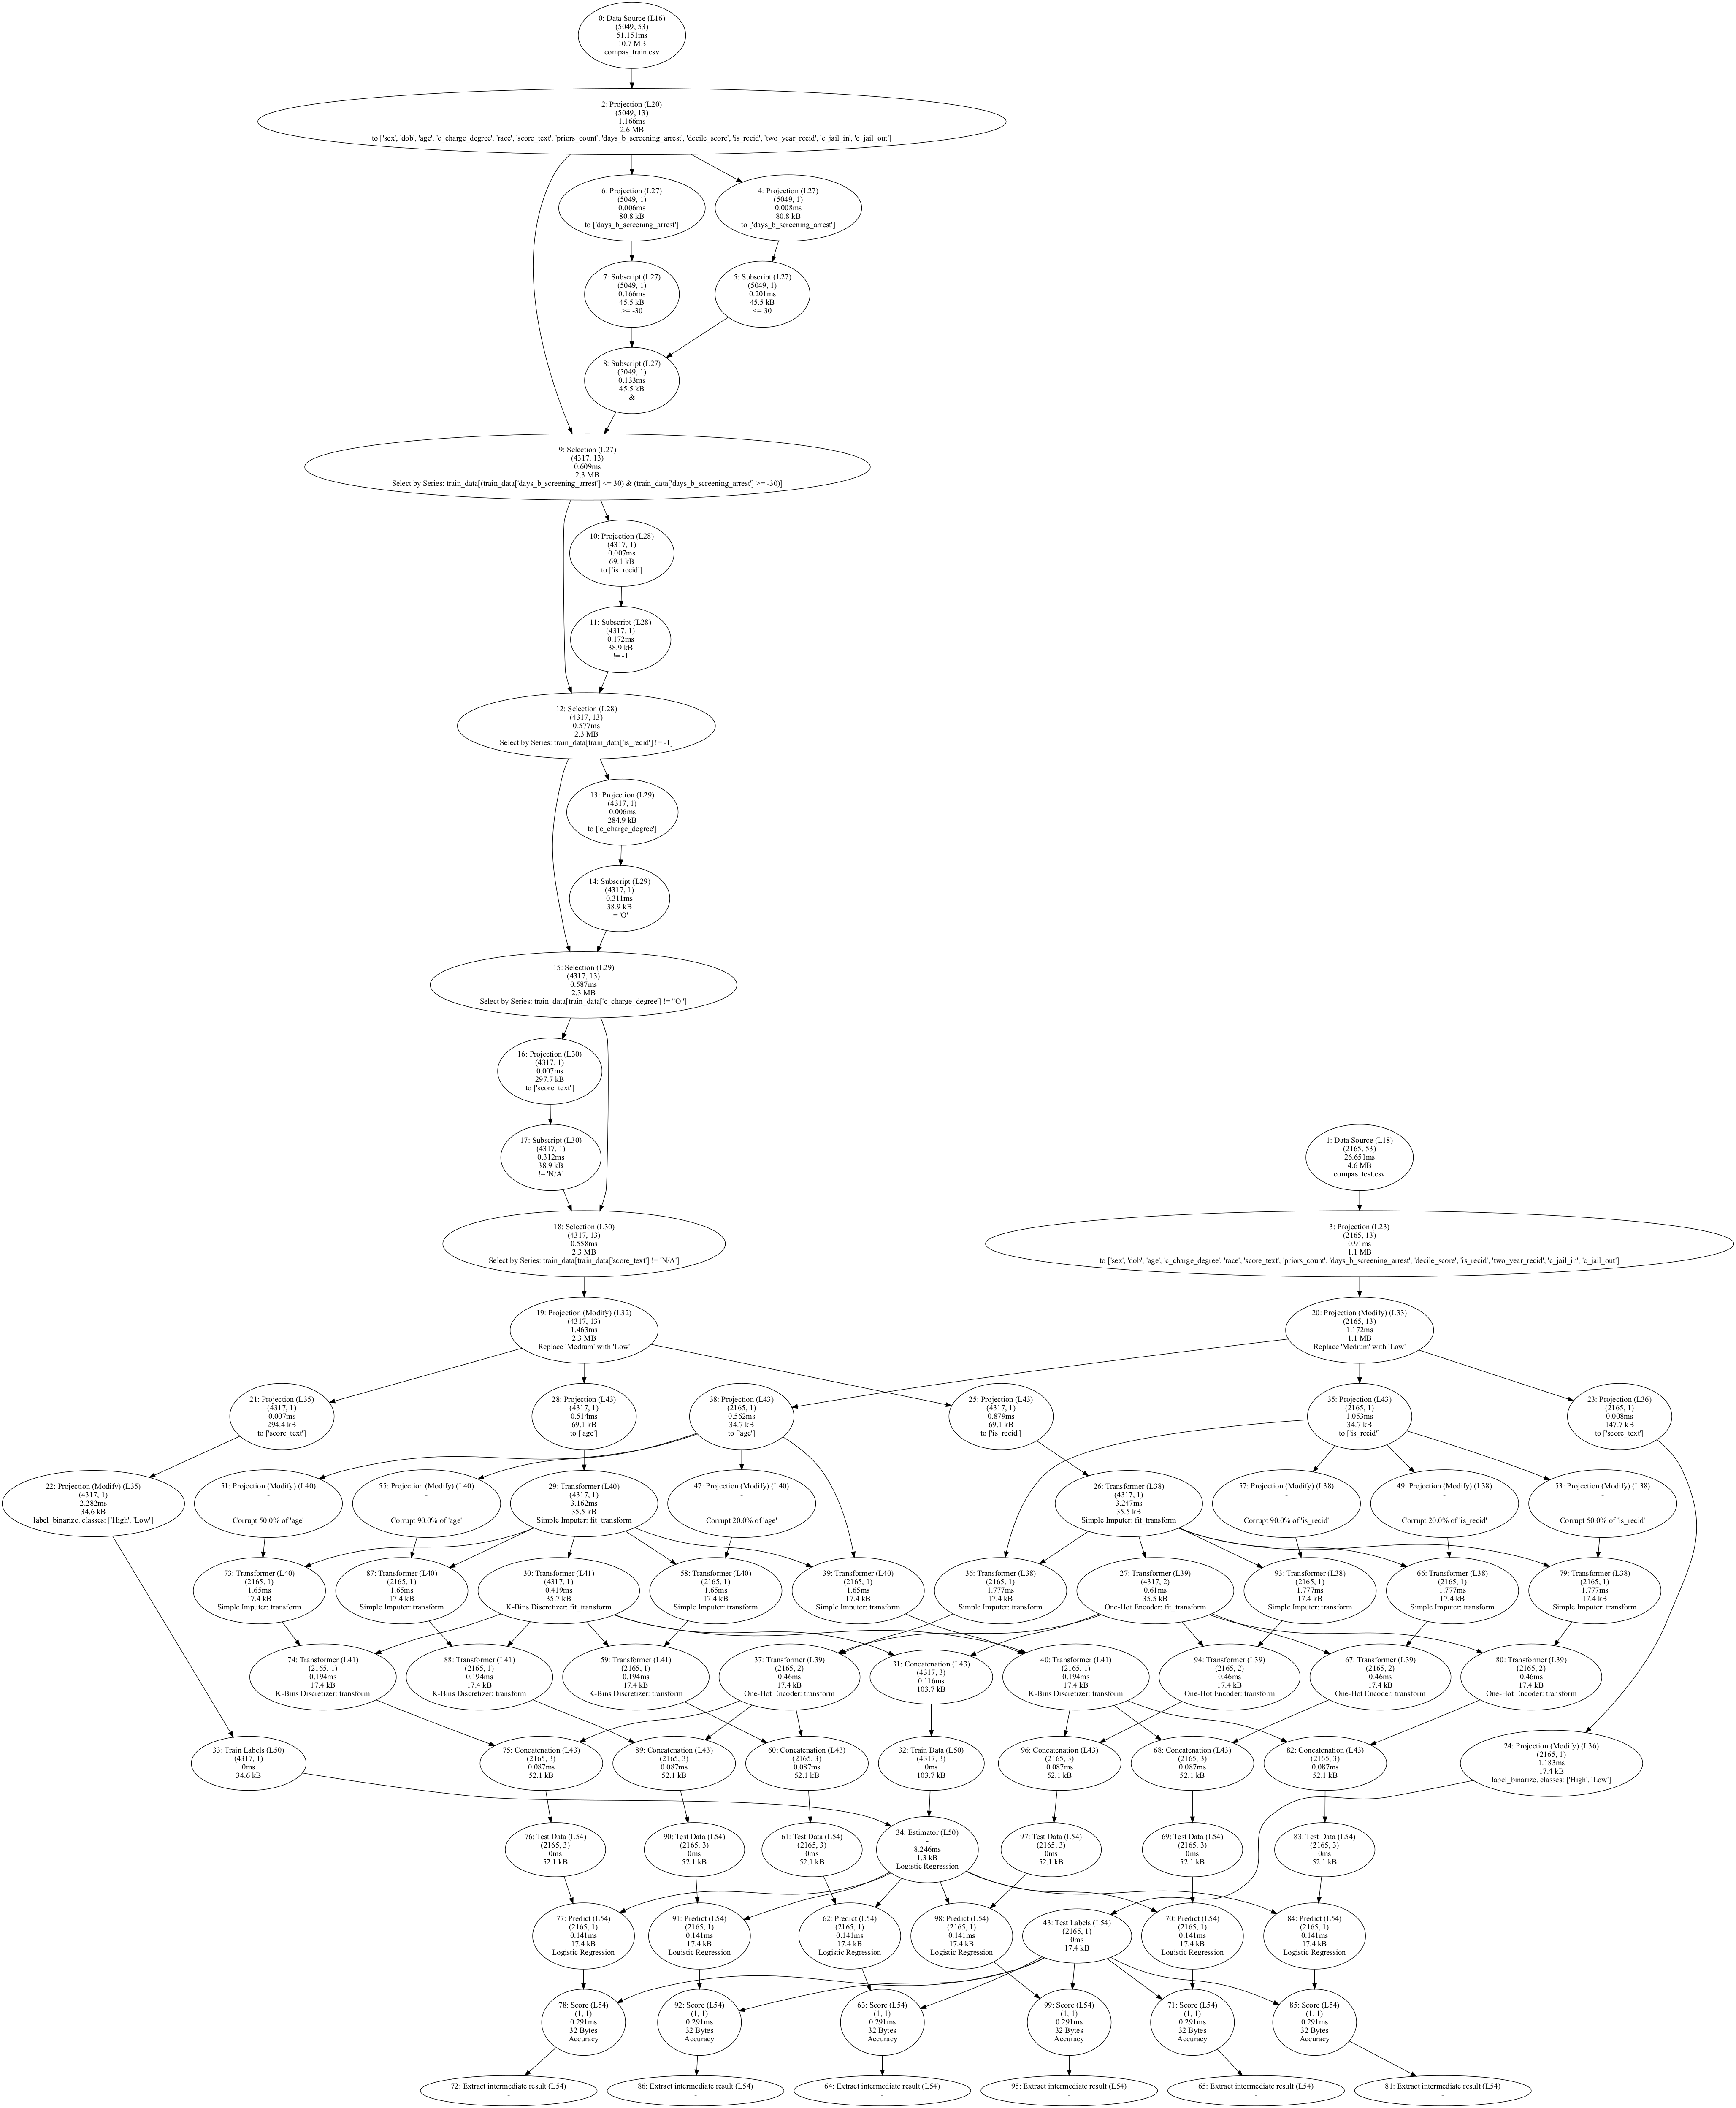 0: Data Source (L16)
(5049, 53)
51.151ms
10.7 MB
compas_train.csv
2: Projection (L20)
(5049, 13)
1.166ms
2.6 MB
to ['sex', 'dob', 'age', 'c_charge_degree', 'race', 'score_text', 'priors_count', 'days_b_screening_arrest', 'decile_score', 'is_recid', 'two_year_recid', 'c_jail_in', 'c_jail_out']
6: Projection (L27)
(5049, 1)
0.006ms
80.8 kB
to ['days_b_screening_arrest']
4: Projection (L27)
(5049, 1)
0.008ms
80.8 kB
to ['days_b_screening_arrest']
7: Subscript (L27)
(5049, 1)
0.166ms
45.5 kB
>= -30
5: Subscript (L27)
(5049, 1)
0.201ms
45.5 kB
<= 30
8: Subscript (L27)
(5049, 1)
0.133ms
45.5 kB
&
9: Selection (L27)
(4317, 13)
0.609ms
2.3 MB
Select by Series: train_data[(train_data['days_b_screening_arrest'] <= 30) & (train_data['days_b_screening_arrest'] >= -30)]
10: Projection (L28)
(4317, 1)
0.007ms
69.1 kB
to ['is_recid']
11: Subscript (L28)
(4317, 1)
0.172ms
38.9 kB
!= -1
12: Selection (L28)
(4317, 13)
0.577ms
2.3 MB
Select by Series: train_data[train_data['is_recid'] != -1]
13: Projection (L29)
(4317, 1)
0.006ms
284.9 kB
to ['c_charge_degree']
14: Subscript (L29)
(4317, 1)
0.311ms
38.9 kB
!= 'O'
15: Selection (L29)
(4317, 13)
0.587ms
2.3 MB
Select by Series: train_data[train_data['c_charge_degree'] != "O"]
16: Projection (L30)
(4317, 1)
0.007ms
297.7 kB
to ['score_text']
17: Subscript (L30)
(4317, 1)
0.312ms
38.9 kB
!= 'N/A'
1: Data Source (L18)
(2165, 53)
26.651ms
4.6 MB
compas_test.csv
18: Selection (L30)
(4317, 13)
0.558ms
2.3 MB
Select by Series: train_data[train_data['score_text'] != 'N/A']
3: Projection (L23)
(2165, 13)
0.91ms
1.1 MB
to ['sex', 'dob', 'age', 'c_charge_degree', 'race', 'score_text', 'priors_count', 'days_b_screening_arrest', 'decile_score', 'is_recid', 'two_year_recid', 'c_jail_in', 'c_jail_out']
19: Projection (Modify) (L32)
(4317, 13)
1.463ms
2.3 MB
Replace 'Medium' with 'Low'
20: Projection (Modify) (L33)
(2165, 13)
1.172ms
1.1 MB
Replace 'Medium' with 'Low'
21: Projection (L35)
(4317, 1)
0.007ms
294.4 kB
to ['score_text']
28: Projection (L43)
(4317, 1)
0.514ms
69.1 kB
to ['age']
38: Projection (L43)
(2165, 1)
0.562ms
34.7 kB
to ['age']
25: Projection (L43)
(4317, 1)
0.879ms
69.1 kB
to ['is_recid']
35: Projection (L43)
(2165, 1)
1.053ms
34.7 kB
to ['is_recid']
23: Projection (L36)
(2165, 1)
0.008ms
147.7 kB
to ['score_text']
22: Projection (Modify) (L35)
(4317, 1)
2.282ms
34.6 kB
label_binarize, classes: ['High', 'Low']
51: Projection (Modify) (L40)
-
Corrupt 50.0% of 'age'
55: Projection (Modify) (L40)
-
Corrupt 90.0% of 'age'
29: Transformer (L40)
(4317, 1)
3.162ms
35.5 kB
Simple Imputer: fit_transform
47: Projection (Modify) (L40)
-
Corrupt 20.0% of 'age'
26: Transformer (L38)
(4317, 1)
3.247ms
35.5 kB
Simple Imputer: fit_transform
57: Projection (Modify) (L38)
-
Corrupt 90.0% of 'is_recid'
49: Projection (Modify) (L38)
-
Corrupt 20.0% of 'is_recid'
53: Projection (Modify) (L38)
-
Corrupt 50.0% of 'is_recid'
73: Transformer (L40)
(2165, 1)
1.65ms
17.4 kB
Simple Imputer: transform
87: Transformer (L40)
(2165, 1)
1.65ms
17.4 kB
Simple Imputer: transform
30: Transformer (L41)
(4317, 1)
0.419ms
35.7 kB
K-Bins Discretizer: fit_transform
58: Transformer (L40)
(2165, 1)
1.65ms
17.4 kB
Simple Imputer: transform
39: Transformer (L40)
(2165, 1)
1.65ms
17.4 kB
Simple Imputer: transform
36: Transformer (L38)
(2165, 1)
1.777ms
17.4 kB
Simple Imputer: transform
27: Transformer (L39)
(4317, 2)
0.61ms
35.5 kB
One-Hot Encoder: fit_transform
93: Transformer (L38)
(2165, 1)
1.777ms
17.4 kB
Simple Imputer: transform
66: Transformer (L38)
(2165, 1)
1.777ms
17.4 kB
Simple Imputer: transform
79: Transformer (L38)
(2165, 1)
1.777ms
17.4 kB
Simple Imputer: transform
74: Transformer (L41)
(2165, 1)
0.194ms
17.4 kB
K-Bins Discretizer: transform
88: Transformer (L41)
(2165, 1)
0.194ms
17.4 kB
K-Bins Discretizer: transform
59: Transformer (L41)
(2165, 1)
0.194ms
17.4 kB
K-Bins Discretizer: transform
37: Transformer (L39)
(2165, 2)
0.46ms
17.4 kB
One-Hot Encoder: transform
31: Concatenation (L43)
(4317, 3)
0.116ms
103.7 kB
40: Transformer (L41)
(2165, 1)
0.194ms
17.4 kB
K-Bins Discretizer: transform
94: Transformer (L39)
(2165, 2)
0.46ms
17.4 kB
One-Hot Encoder: transform
67: Transformer (L39)
(2165, 2)
0.46ms
17.4 kB
One-Hot Encoder: transform
80: Transformer (L39)
(2165, 2)
0.46ms
17.4 kB
One-Hot Encoder: transform
33: Train Labels (L50)
(4317, 1)
0ms
34.6 kB
75: Concatenation (L43)
(2165, 3)
0.087ms
52.1 kB
89: Concatenation (L43)
(2165, 3)
0.087ms
52.1 kB
60: Concatenation (L43)
(2165, 3)
0.087ms
52.1 kB
32: Train Data (L50)
(4317, 3)
0ms
103.7 kB
96: Concatenation (L43)
(2165, 3)
0.087ms
52.1 kB
68: Concatenation (L43)
(2165, 3)
0.087ms
52.1 kB
82: Concatenation (L43)
(2165, 3)
0.087ms
52.1 kB
24: Projection (Modify) (L36)
(2165, 1)
1.183ms
17.4 kB
label_binarize, classes: ['High', 'Low']
76: Test Data (L54)
(2165, 3)
0ms
52.1 kB
90: Test Data (L54)
(2165, 3)
0ms
52.1 kB
61: Test Data (L54)
(2165, 3)
0ms
52.1 kB
34: Estimator (L50)
-
8.246ms
1.3 kB
Logistic Regression
97: Test Data (L54)
(2165, 3)
0ms
52.1 kB
69: Test Data (L54)
(2165, 3)
0ms
52.1 kB
83: Test Data (L54)
(2165, 3)
0ms
52.1 kB
77: Predict (L54)
(2165, 1)
0.141ms
17.4 kB
Logistic Regression
91: Predict (L54)
(2165, 1)
0.141ms
17.4 kB
Logistic Regression
62: Predict (L54)
(2165, 1)
0.141ms
17.4 kB
Logistic Regression
98: Predict (L54)
(2165, 1)
0.141ms
17.4 kB
Logistic Regression
43: Test Labels (L54)
(2165, 1)
0ms
17.4 kB
70: Predict (L54)
(2165, 1)
0.141ms
17.4 kB
Logistic Regression
84: Predict (L54)
(2165, 1)
0.141ms
17.4 kB
Logistic Regression
78: Score (L54)
(1, 1)
0.291ms
32 Bytes
Accuracy
92: Score (L54)
(1, 1)
0.291ms
32 Bytes
Accuracy
63: Score (L54)
(1, 1)
0.291ms
32 Bytes
Accuracy
99: Score (L54)
(1, 1)
0.291ms
32 Bytes
Accuracy
71: Score (L54)
(1, 1)
0.291ms
32 Bytes
Accuracy
85: Score (L54)
(1, 1)
0.291ms
32 Bytes
Accuracy
72: Extract intermediate result (L54)
-
86: Extract intermediate result (L54)
-
64: Extract intermediate result (L54)
-
95: Extract intermediate result (L54)
-
65: Extract intermediate result (L54)
-
81: Extract intermediate result (L54)
-